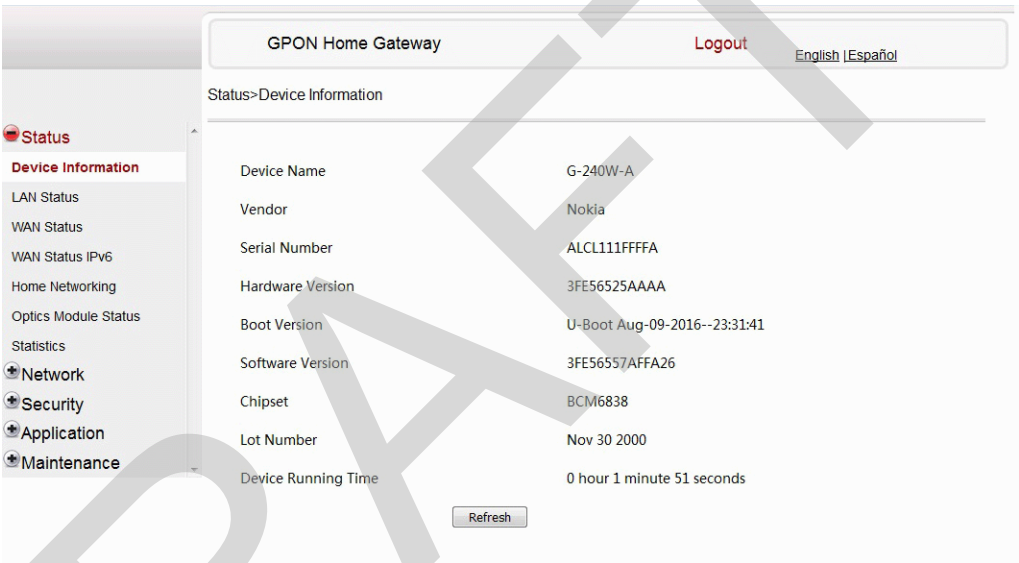 GPON Home Gateway Logout English | Español
Status>Device Information
Status
Device Information
LAN Status
WAN Status
WAN Status IPv6
Home Networking
Optics Module Status
Statistics
Network
Security
Application
Maintenance
Device Name G-240W-A
Vendor Nokia
Serial Number ALCL111FFFFA
Hardware Version 3FE56525AAAA
Boot Version U-Boot Aug-09-2016--23:31:41
Software Version 3FE56557AFFA26
Chipset BCM6838
Lot Number Nov 30 2000
Device Running Time 0 hour 1 minute 51 seconds
Refresh
DRAFT